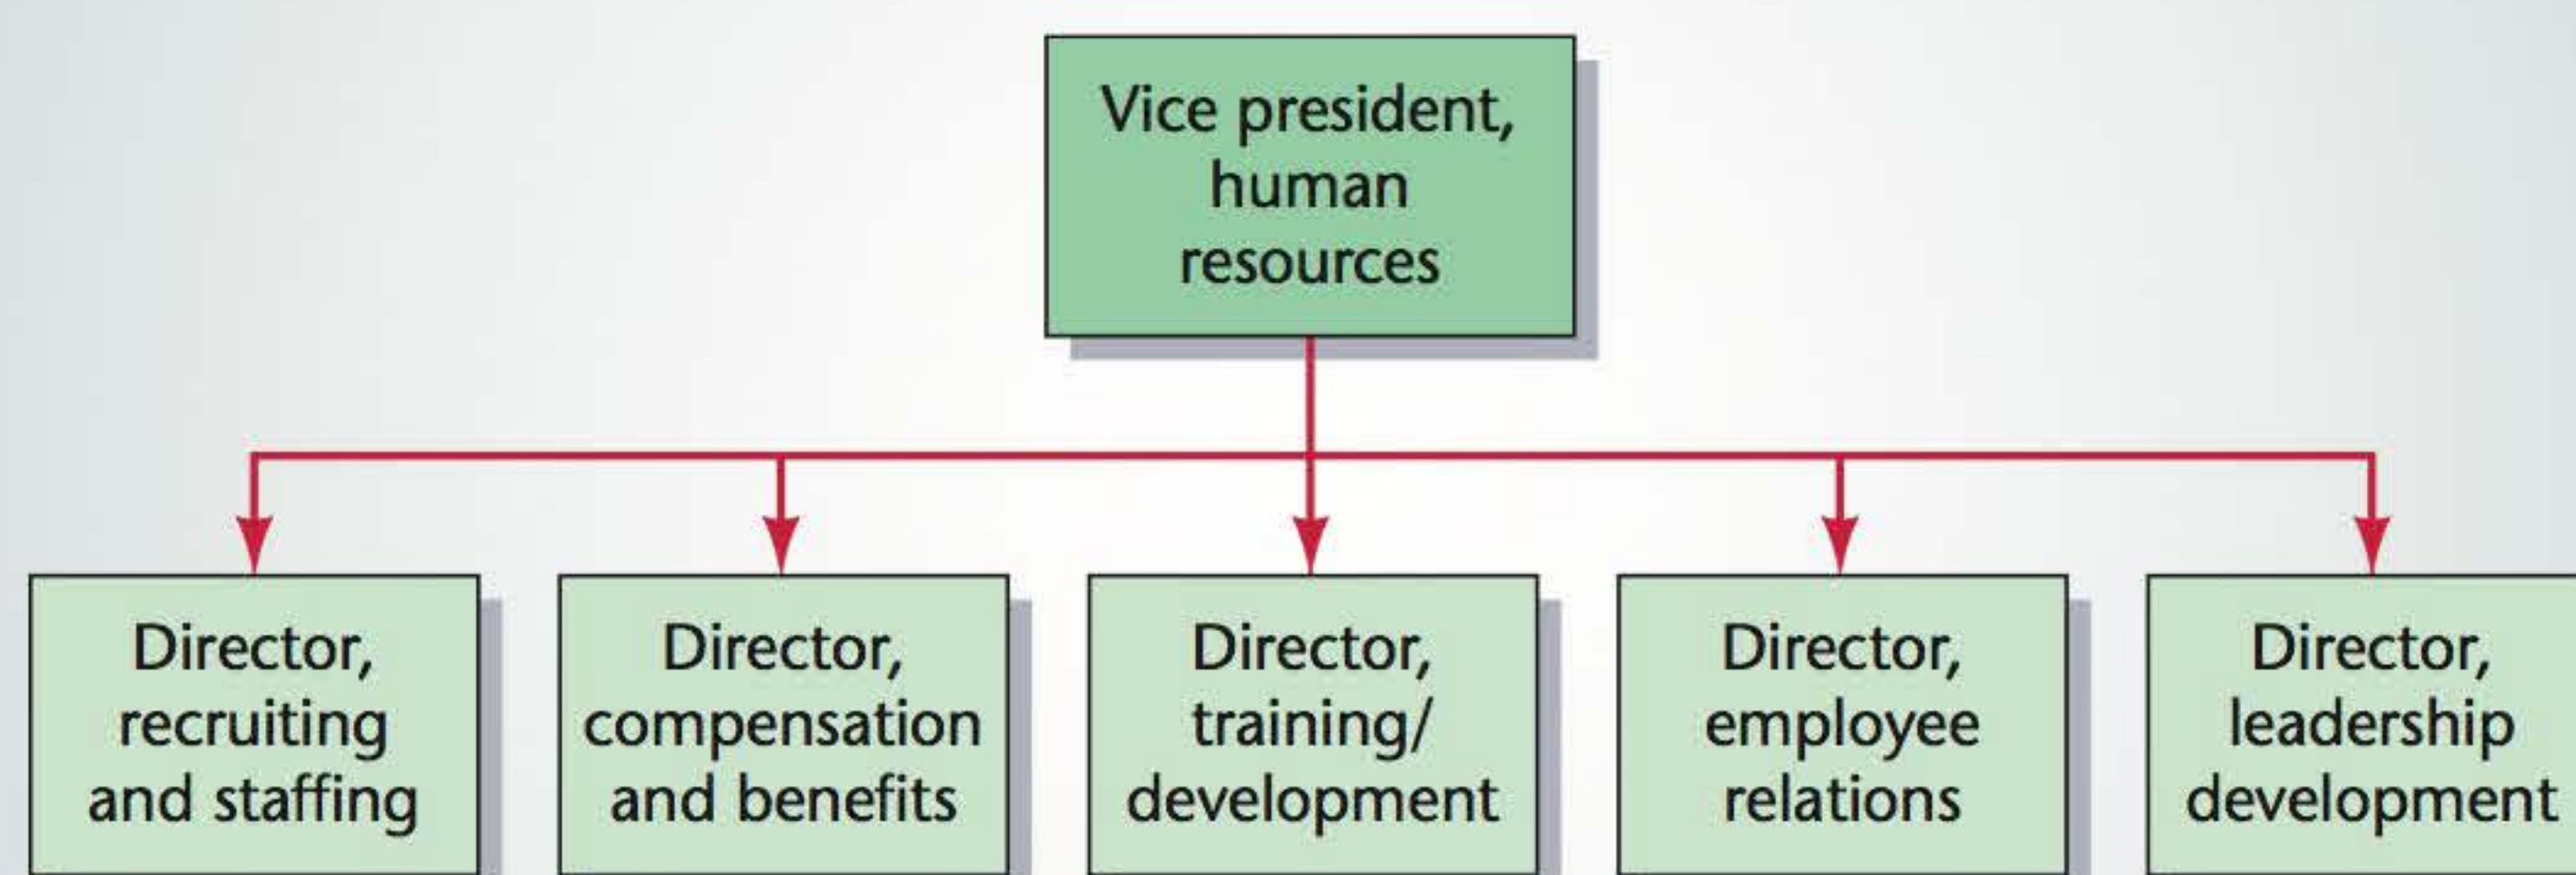 Vice president,
human
resources
Director,
recruiting
and staffing
Director,
compensation
and benefits
Director,
training/
development
Director,
employee
relations
Director,
leadership
development